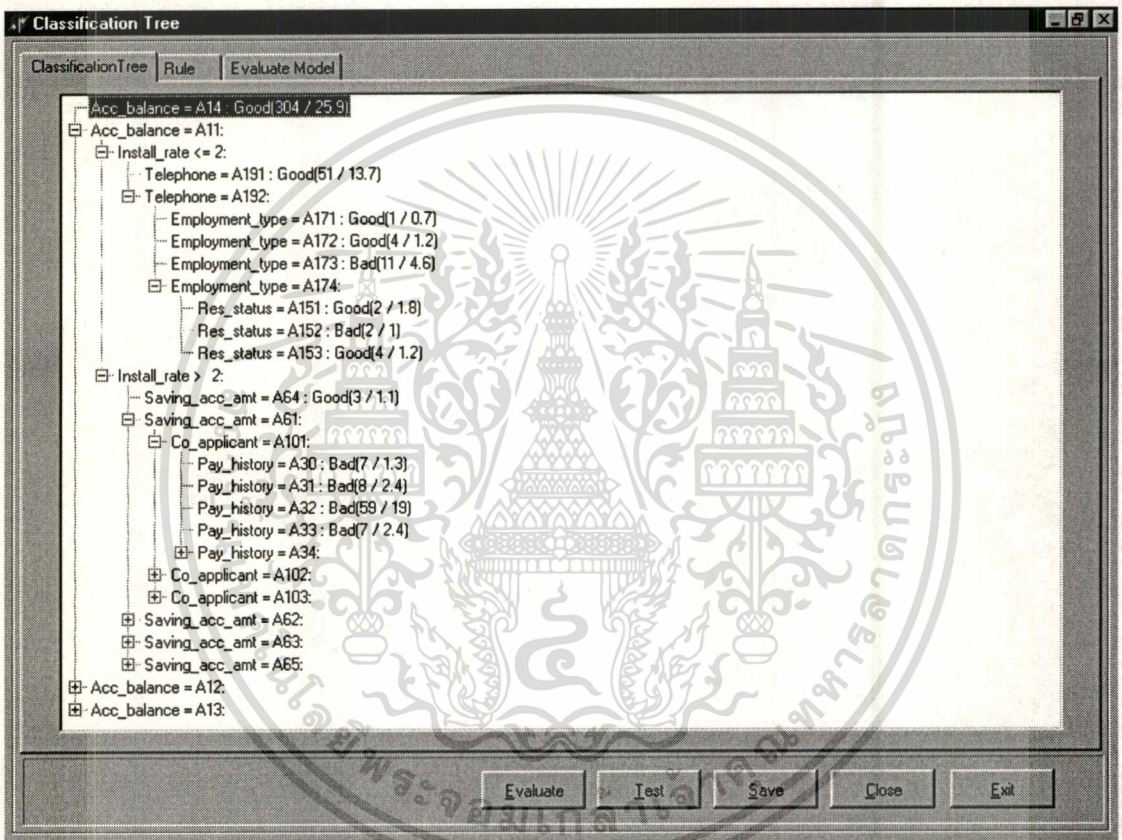 Classification Tree
ClassificationTree Rule Evaluate Model
Acc_balance = A14 : Good(304 / 25.9)
Acc_balance = A11:
Install_rate <= 2:
Telephone = A191 : Good(51 / 13.7)
Telephone = A192:
Employment_type = A171 : Good(1 / 0.7)
Employment_type = A172 : Good(4 / 1.2)
Employment_type = A173 : Bad(11 / 4.6)
Employment_type = A174:
Res_status = A151 : Good(2 / 1.8)
Res_status = A152 : Bad(2 / 1)
Res_status = A153 : Good(4 / 1.2)
Install_rate > 2:
Saving_acc_amt = A64 : Good(3 / 1.1)
Saving_acc_amt = A61:
Co_applicant = A101:
Pay_history = A30 : Bad(7 / 1.3)
Pay_history = A31 : Bad(8 / 2.4)
Pay_history = A32 : Bad(59 / 19)
Pay_history = A33 : Bad(7 / 2.4)
Pay_history = A34:
Co_applicant = A102:
Co_applicant = A103:
Saving_acc_amt = A62:
Saving_acc_amt = A63:
Saving_acc_amt = A65:
Acc_balance = A12:
Acc_balance = A13:
Evaluate Test Save Close Exit